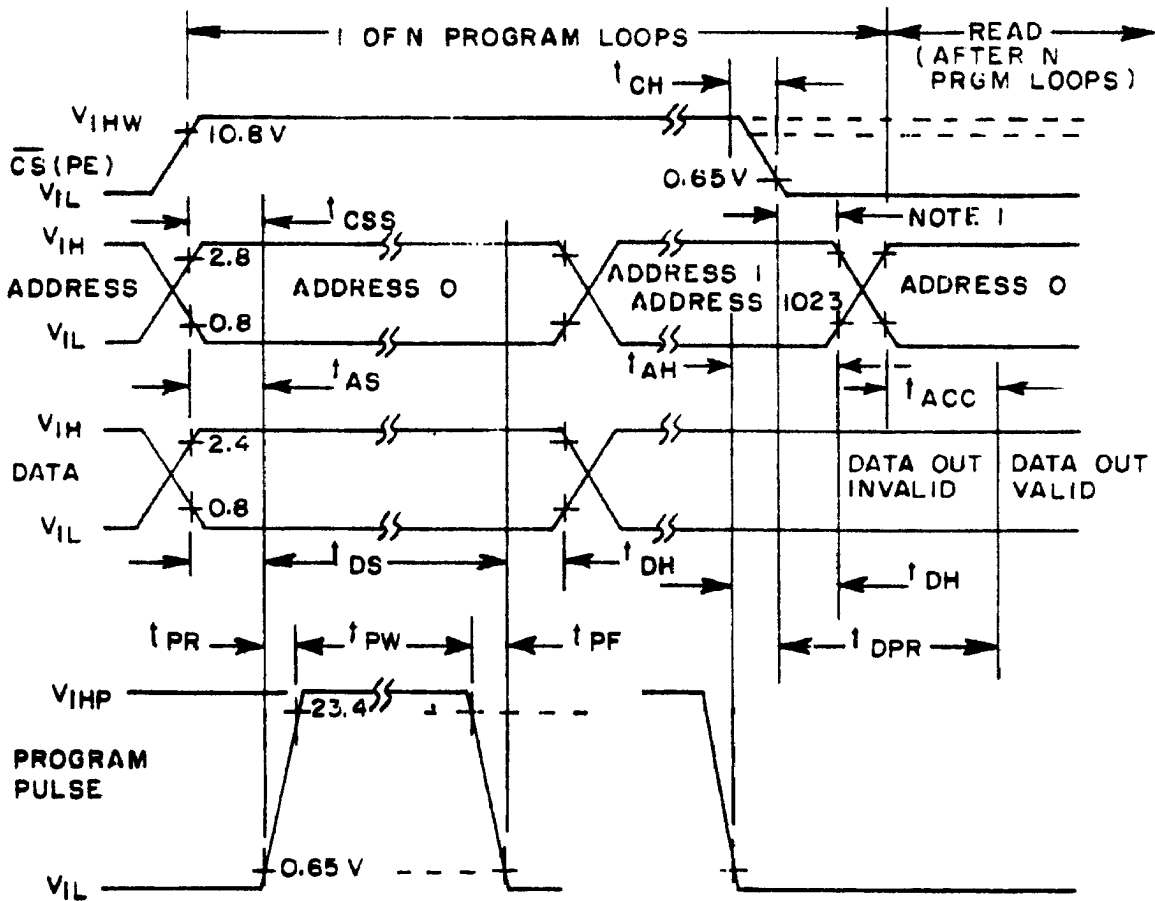 1 OF N PROGRAM LOOPS
READ
(AFTER N
PRGM LOOPS)
tCH
VIHW
10.8 V
CS(PE)
0.65 V
VIL
tCSS
NOTE 1
VIH
2.8
ADDRESS
ADDRESS 0
ADDRESS 1
ADDRESS 1023
ADDRESS 0
0.8
VIL
tAS
tAH
tACC
VIH
2.4
DATA
DATA OUT
INVALID
DATA OUT
VALID
0.8
VIL
tDS
tDH
tDH
tPR
tPW
tPF
tDPR
VIHP
23.4
PROGRAM
PULSE
0.65 V
VIL